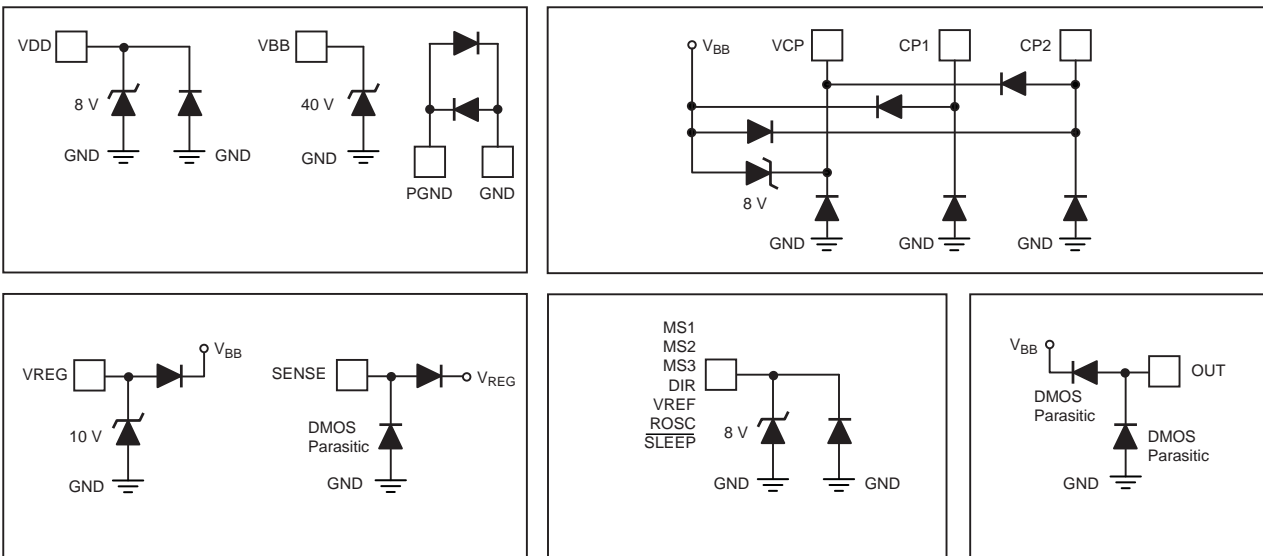 VDD
8 V
GND
GND
VBB
40 V
GND
PGND
GND
VBB
VCP
CP1
CP2
8 V
GND
GND
GND
VREG
VBB
10 V
GND
SENSE
VREG
DMOS
Parasitic
GND
MS1
MS2
MS3
DIR
VREF
ROSC
SLEEP
8 V
GND
GND
VBB
OUT
DMOS
Parasitic
DMOS
Parasitic
GND